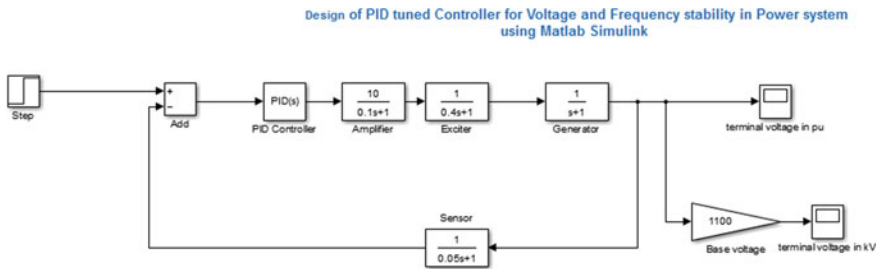 Design of PID tuned Controller for Voltage and Frequency stability in Power system
using Matlab Simulink
Step
+
−
Add
PID(s)
PID Controller
10
0.1s+1
Amplifier
1
0.4s+1
Exciter
1
s+1
Generator
terminal voltage in pu
Sensor
1
0.05s+1
1100
Base voltage
terminal voltage in kV